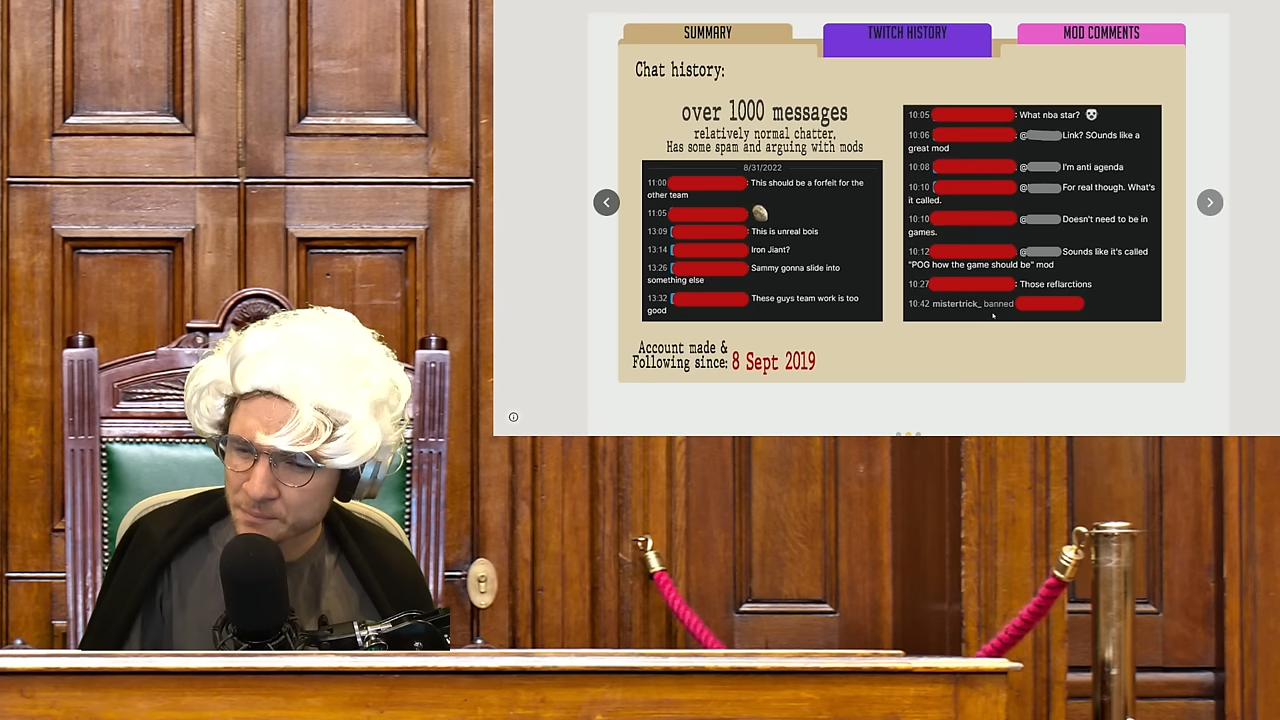 SUMMARY
TWITCH HISTORY
MOD COMMENTS
Chat history:
over 1000 messages
relatively normal chatter,
Has some spam and arguing with mods
8/31/2022
11:00 : This should be a forfeit for the
other team
11:05
13:09 : This is unreal bois
13:14 Iron Jiant?
13:26 Sammy gonna slide into
something else
13:32 These guys team work is too
good
10:05 : What nba star?
10:06 : @ Link? SOunds like a
great mod
10:08 @ I'm anti agenda
10:10 @ For real though. What's
it called.
10:10 @ Doesn't need to be in
games.
10:12 @ Sounds like it's called
"POG how the game should be" mod
10:27 : Those reflarctions
10:42 mistertrick_ banned
Account made &
Following since: 8 Sept 2019